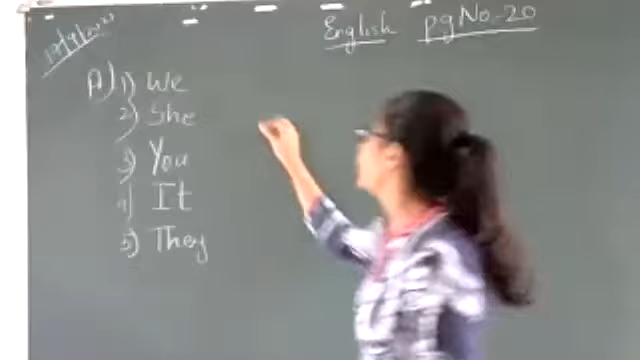 English pg No.-20
A) 1) We
2) She
3) You
4) It
5) They